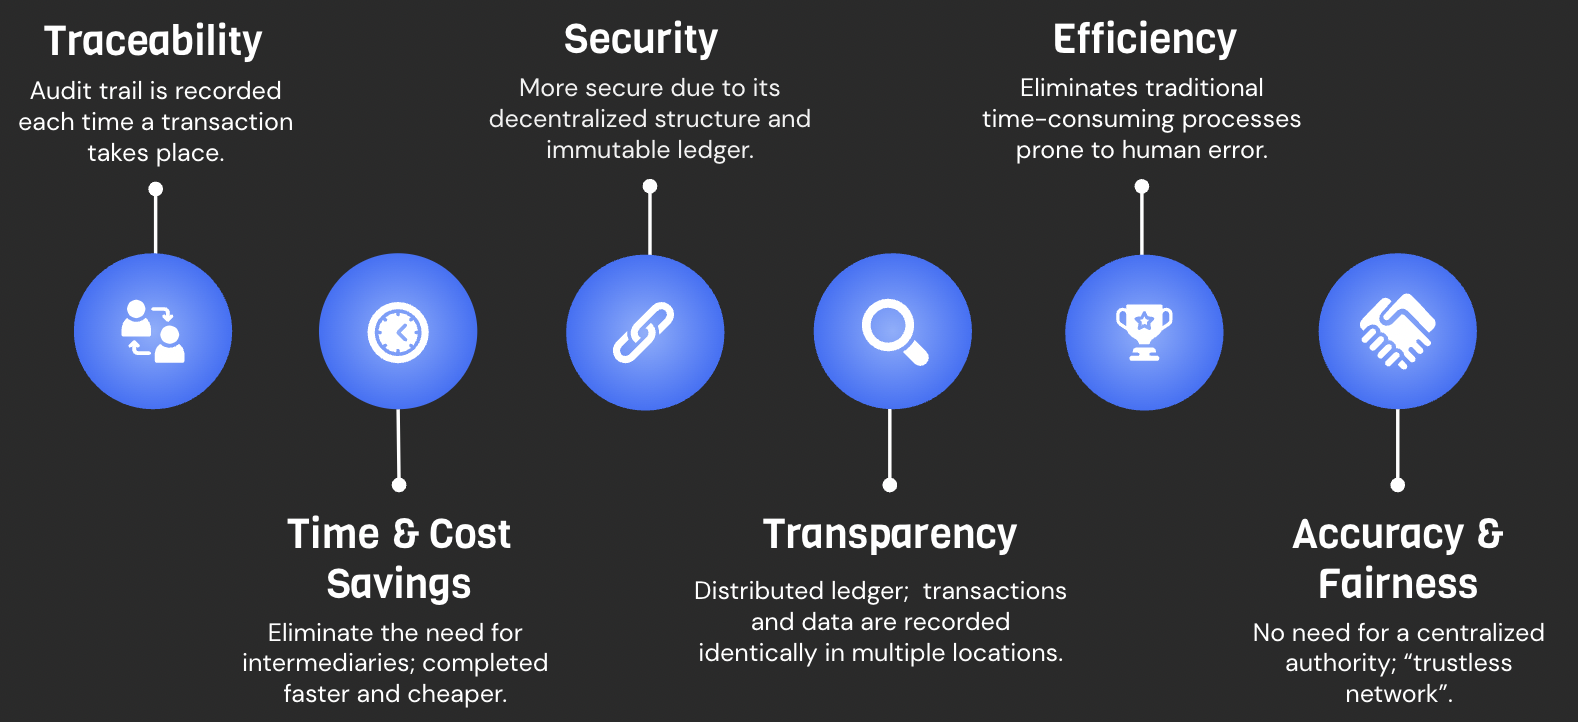 Traceability
Audit trail is recorded
each time a transaction
takes place.
Security
More secure due to its
decentralized structure and
immutable ledger.
Efficiency
Eliminates traditional
time-consuming processes
prone to human error.
Time & Cost
Savings
Eliminate the need for
intermediaries; completed
faster and cheaper.
Transparency
Distributed ledger;  transactions
and data are recorded
identically in multiple locations.
Accuracy &
Fairness
No need for a centralized
authority; “trustless
network”.